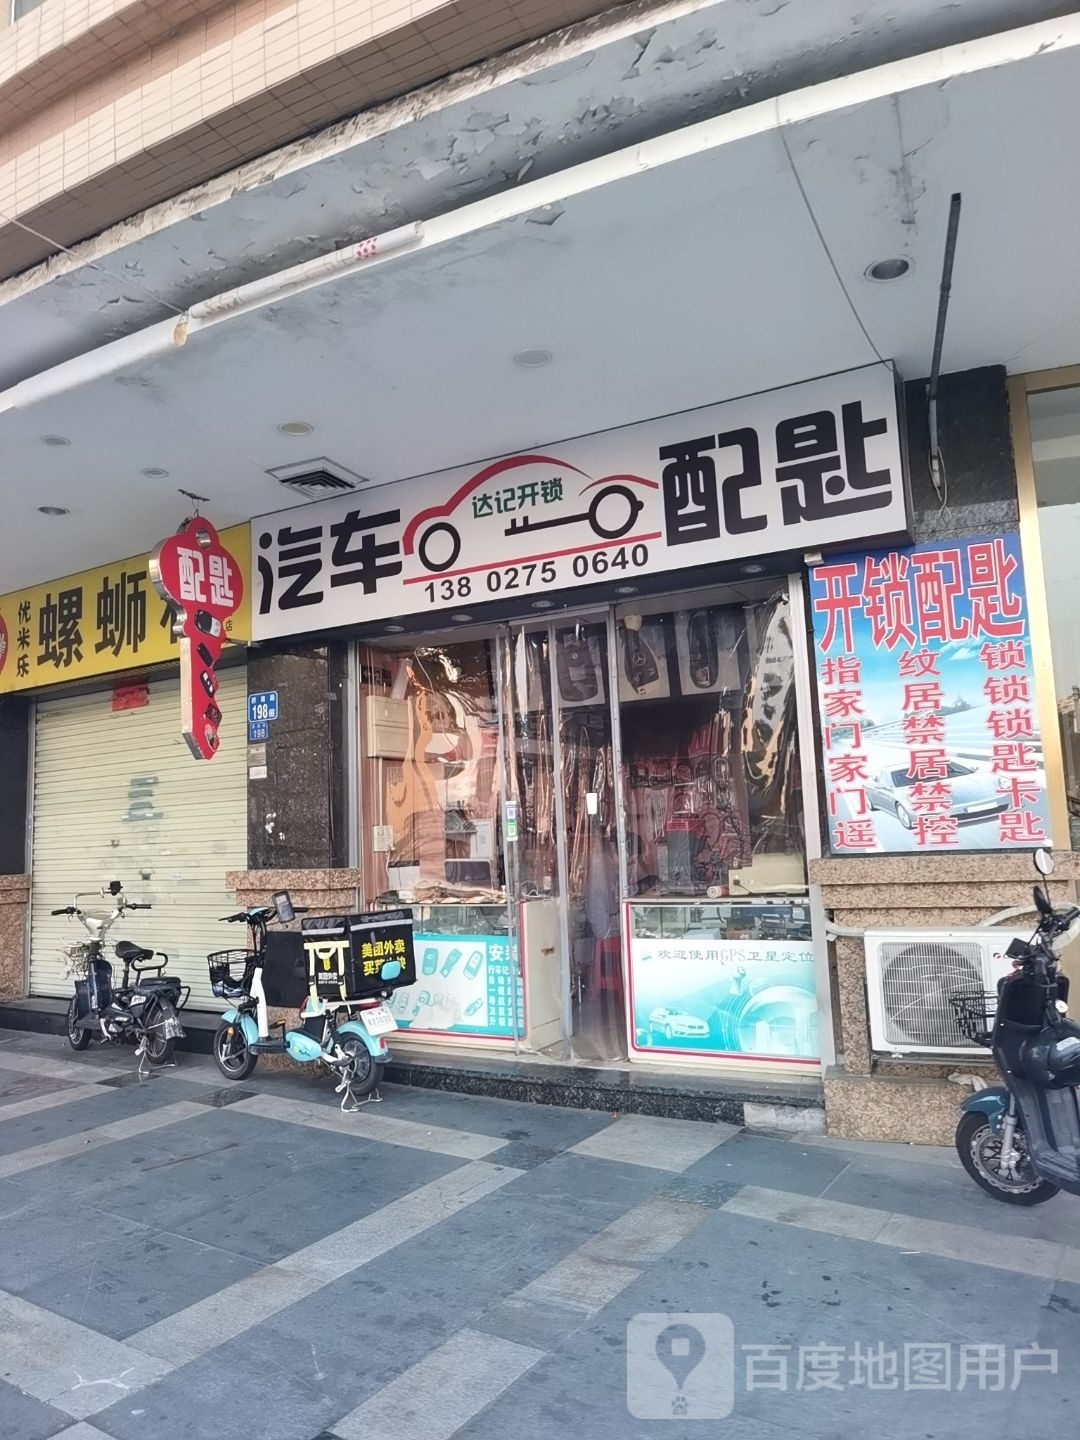 汽车配匙
达记开锁
138 0275 0640
优米乐
螺蛳
店
配匙
198
198
开锁配匙
指纹锁
家居锁
门禁锁
家居匙
门禁卡
遥控匙
美团外卖
欢迎使用GPS卫星定位
百度地图用户